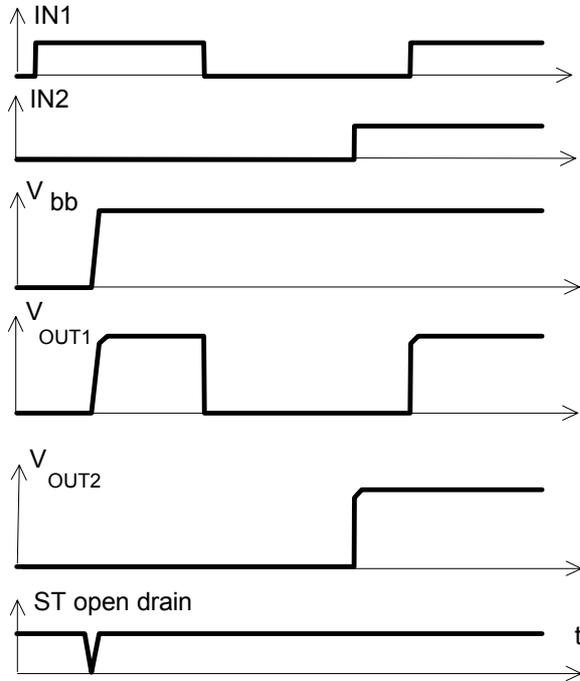 IN1
IN2
V bb
V OUT1
V OUT2
ST open drain
t